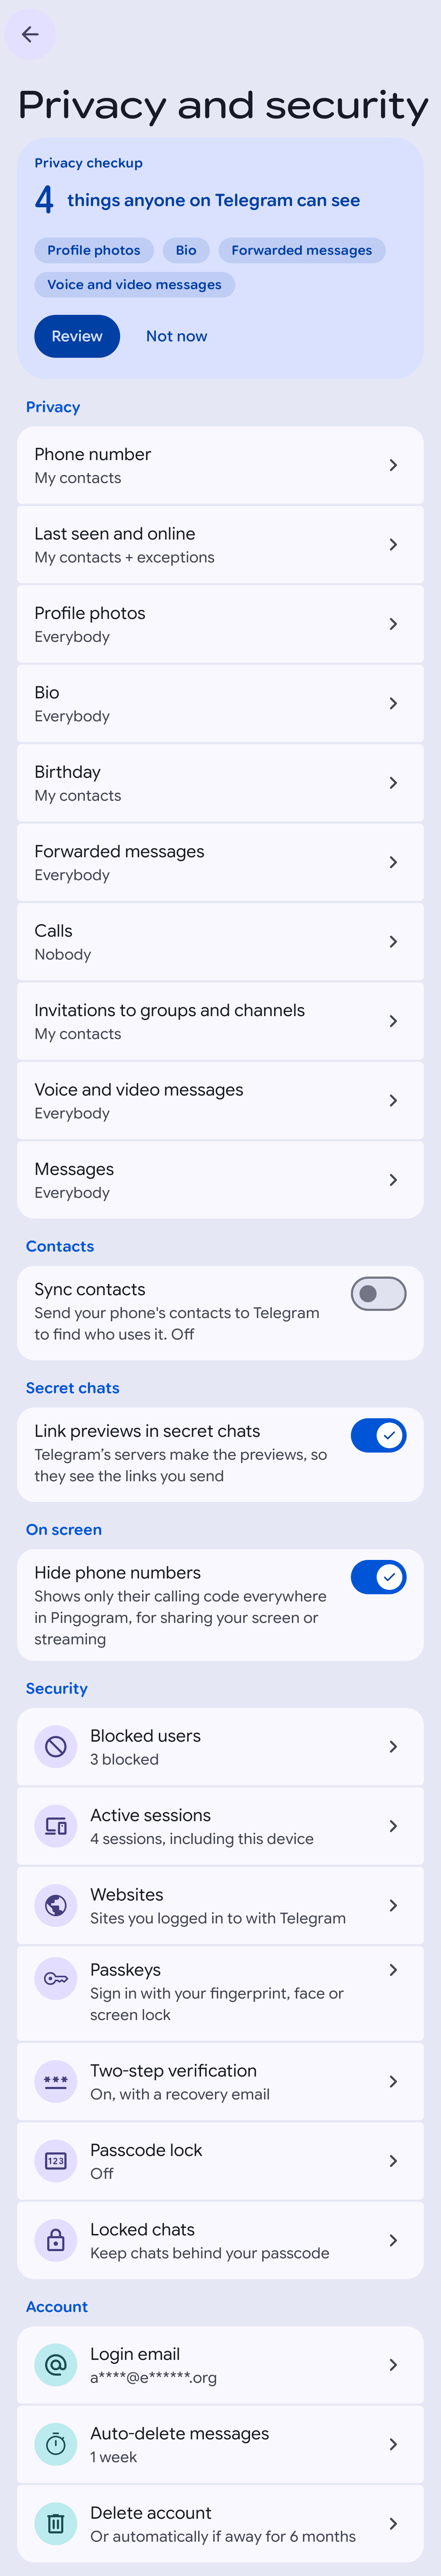 Privacy and security
Privacy checkup
4 things anyone on Telegram can see
Profile photos
Bio
Forwarded messages
Voice and video messages
Review
Not now
Privacy
Phone number
My contacts
Last seen and online
My contacts + exceptions
Profile photos
Everybody
Bio
Everybody
Birthday
My contacts
Forwarded messages
Everybody
Calls
Nobody
Invitations to groups and channels
My contacts
Voice and video messages
Everybody
Messages
Everybody
Contacts
Sync contacts
Send your phone's contacts to Telegram
to find who uses it. Off
Secret chats
Link previews in secret chats
Telegram's servers make the previews, so
they see the links you send
On screen
Hide phone numbers
Shows only their calling code everywhere
in Pingogram, for sharing your screen or
streaming
Security
Blocked users
3 blocked
Active sessions
4 sessions, including this device
Websites
Sites you logged in to with Telegram
Passkeys
Sign in with your fingerprint, face or
screen lock
Two-step verification
On, with a recovery email
Passcode lock
123
Off
Locked chats
Keep chats behind your passcode
Account
Login email
a****@e******.org
Auto-delete messages
1 week
Delete account
Or automatically if away for 6 months